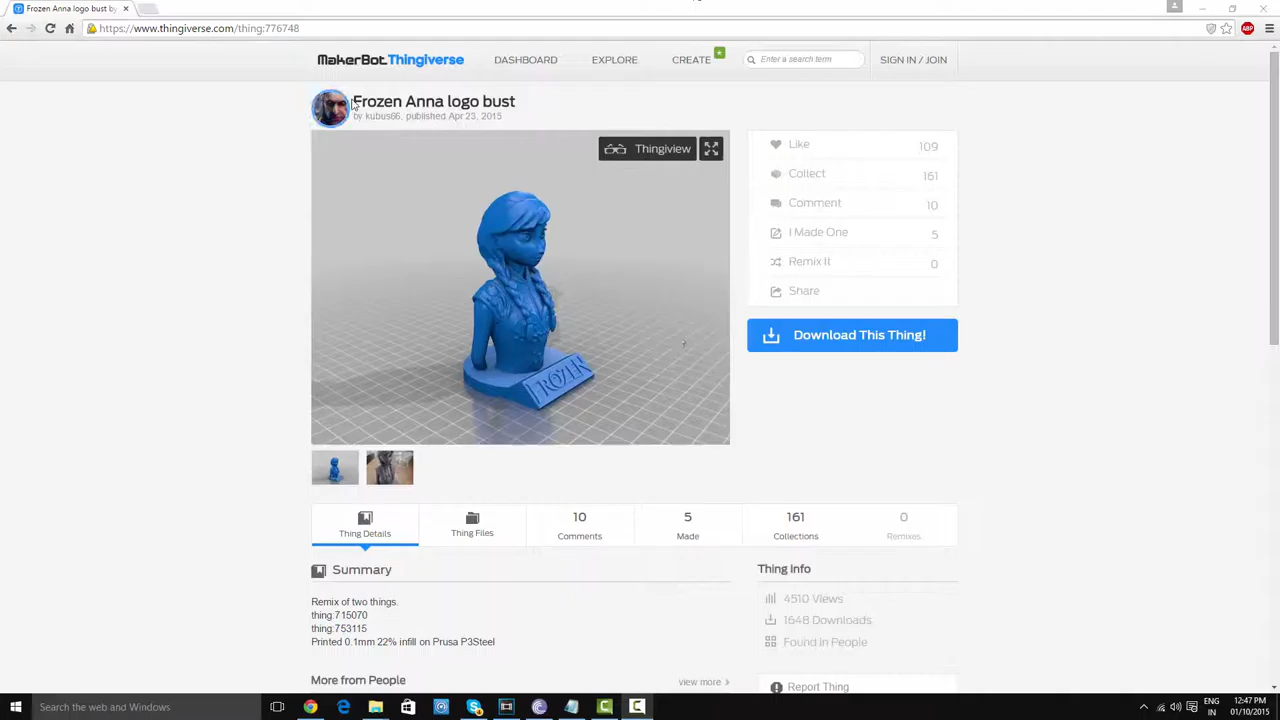 Frozen Anna logo bust by
https://www.thingiverse.com/thing:776748
ABP
MakerBot.Thingiverse
DASHBOARD
EXPLORE
CREATE
Enter a search term
SIGN IN / JOIN
Frozen Anna logo bust
by kubus66, published Apr 23, 2015
Thingiview
FROZEN
Like 109
Collect 161
Comment 10
I Made One 5
Remix It 0
Share
Download This Thing!
Thing Details
Thing Files
10
Comments
5
Made
161
Collections
0
Remixes
Summary
Remix of two things.
thing:715070
thing:753115
Printed 0.1mm 22% infill on Prusa P3Steel
Thing Info
4510 Views
1648 Downloads
Found in People
More from People
view more
Report Thing
Search the web and Windows
ENG
IN
12:47 PM
01/10/2015